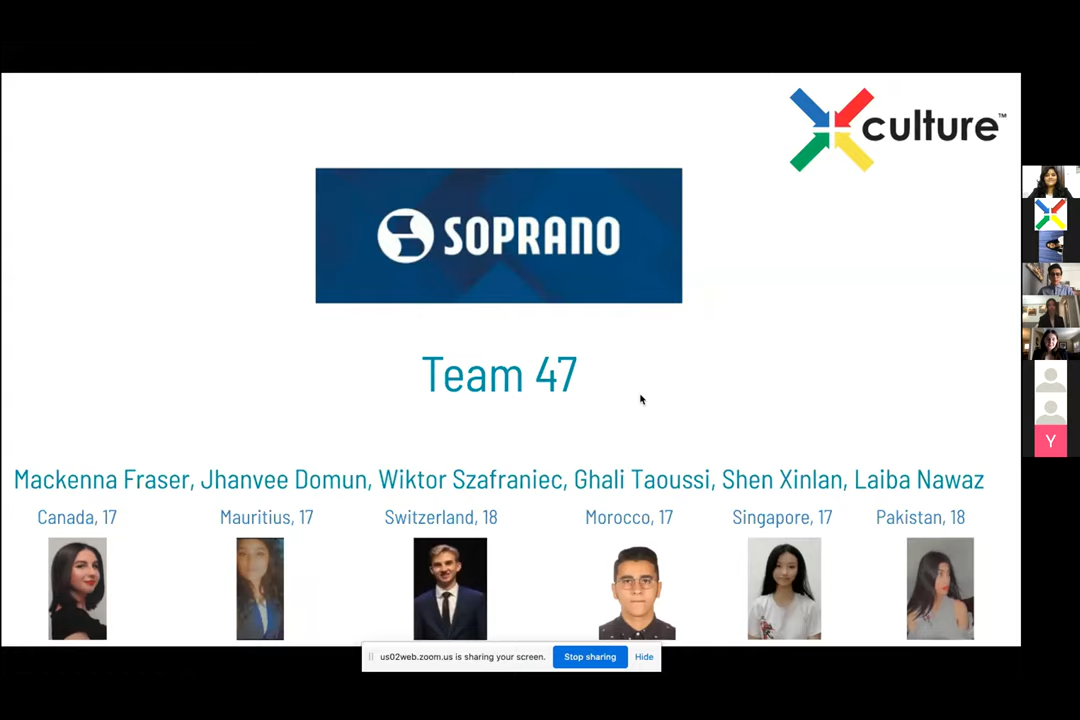 culture™
SOPRANO
Team 47
Mackenna Fraser, Jhanvee Domun, Wiktor Szafraniec, Ghali Taoussi, Shen Xinlan, Laiba Nawaz
Canada, 17 Mauritius, 17 Switzerland, 18 Morocco, 17 Singapore, 17 Pakistan, 18
Y
us02web.zoom.us is sharing your screen. Stop sharing Hide